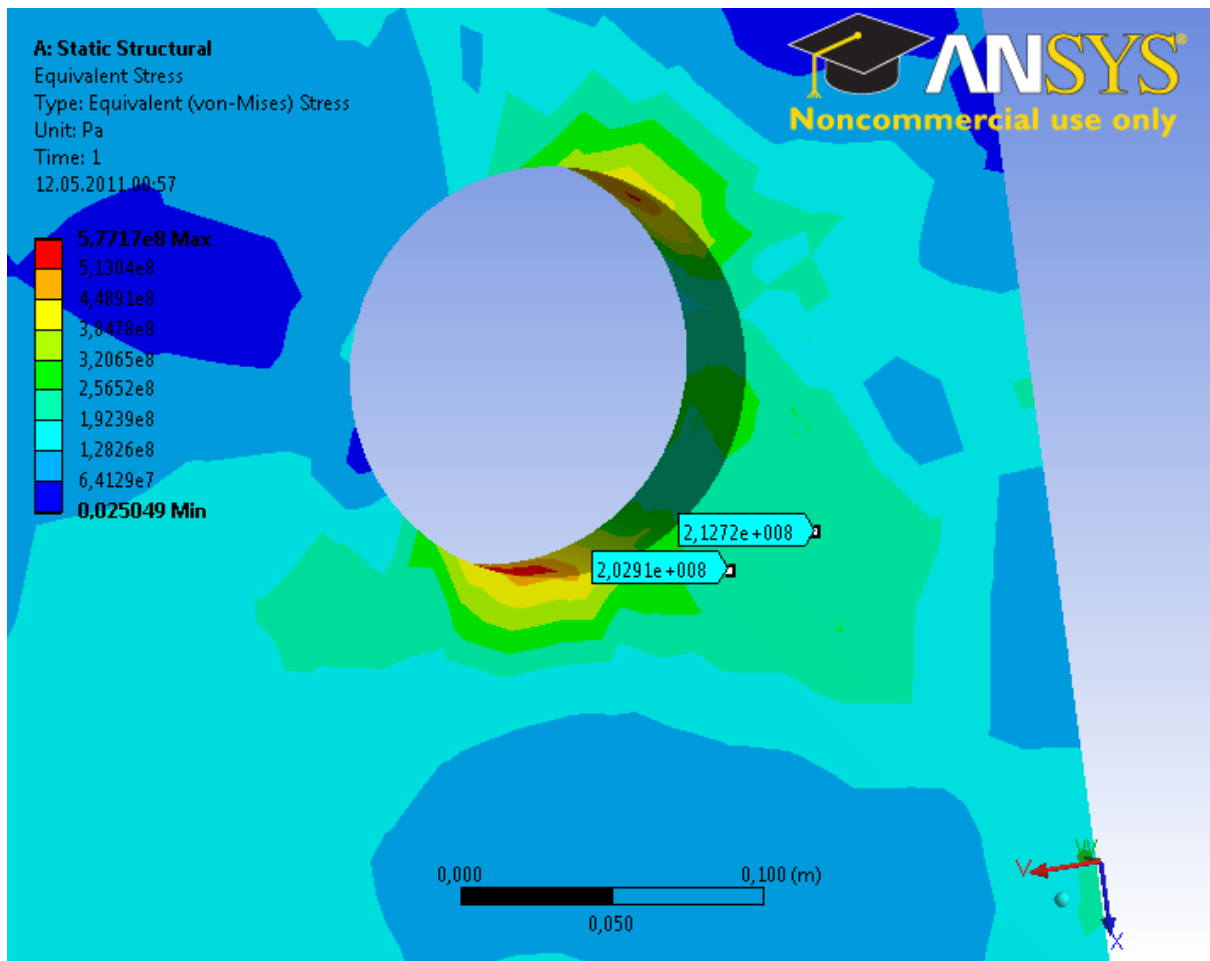 A: Static Structural
Equivalent Stress
Type: Equivalent (von-Mises) Stress
Unit: Pa
Time: 1
12.05.2011 00:57
ANSYS®
Noncommercial use only
5,7717e8 Max
5,1304e8
4,4891e8
3,8478e8
3,2065e8
2,5652e8
1,9239e8
1,2826e8
6,4129e7
0,025049 Min
2,1272e+008
2,0291e+008
0,000
0,100 (m)
0,050
V
W
X